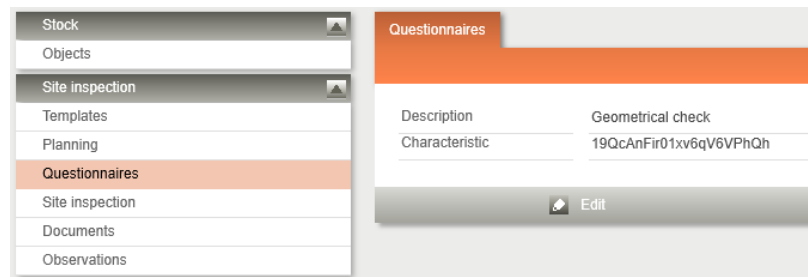 Stock
Objects
Site inspection
Templates
Planning
Questionnaires
Site inspection
Documents
Observations
Questionnaires
Description Geometrical check
Characteristic 19QcAnFir01xv6qV6VPhQh
Edit